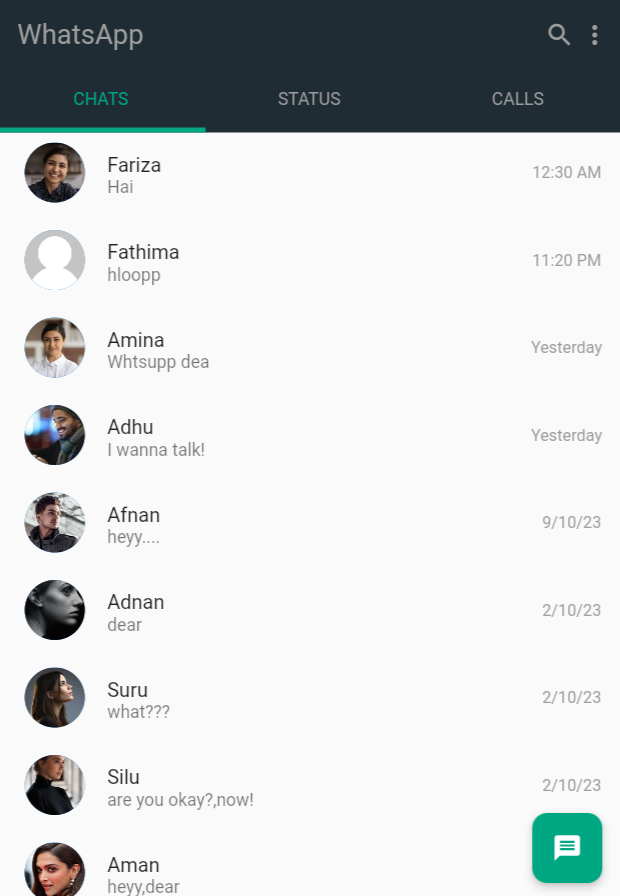 WhatsApp
CHATS STATUS CALLS
Fariza
Hai
12:30 AM
Fathima
hloopp
11:20 PM
Amina
Whtsupp dea
Yesterday
Adhu
I wanna talk!
Yesterday
Afnan
heyy....
9/10/23
Adnan
dear
2/10/23
Suru
what???
2/10/23
Silu
are you okay?,now!
2/10/23
Aman
heyy,dear